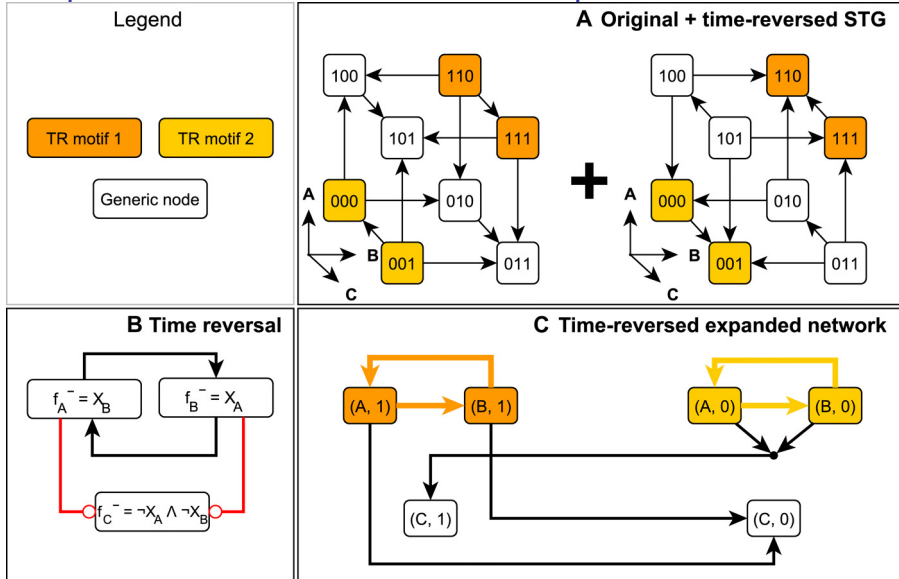 Legend
TR motif 1
TR motif 2
Generic node
A Original + time-reversed STG
100
110
101
111
000
010
001
011
A
B
C
+
100
110
101
111
000
010
001
011
A
B
C
B Time reversal
f_A^− = X_B
f_B^− = X_A
f_C^− = ¬X_A ∧ ¬X_B
C Time-reversed expanded network
(A, 1)
(B, 1)
(A, 0)
(B, 0)
(C, 1)
(C, 0)